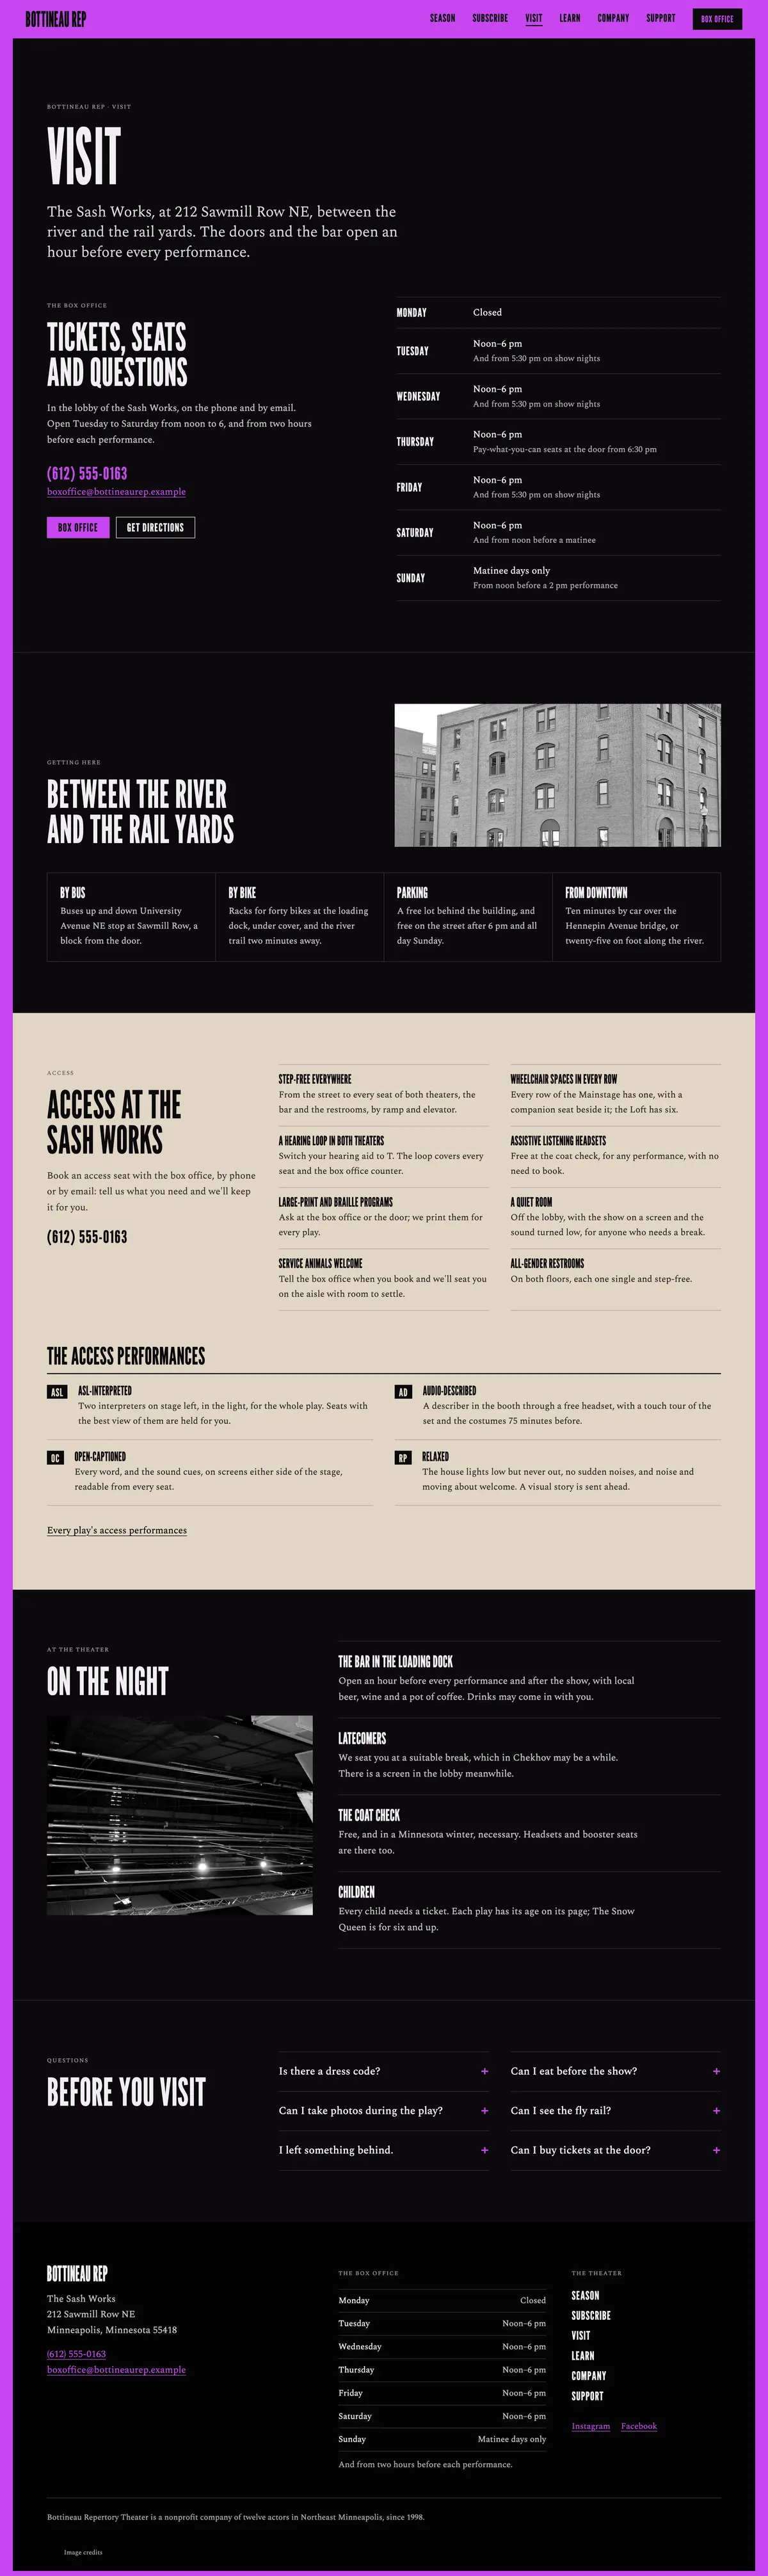 BOTTINEAU REP
SEASON SUBSCRIBE VISIT LEARN COMPANY SUPPORT BOX OFFICE
BOTTINEAU REP · VISIT
VISIT
The Sash Works, at 212 Sawmill Row NE, between the
river and the rail yards. The doors and the bar open an
hour before every performance.
THE BOX OFFICE
TICKETS, SEATS
AND QUESTIONS
In the lobby of the Sash Works, on the phone and by email.
Open Tuesday to Saturday from noon to 6, and from two hours
before each performance.
(612) 555-0163
boxoffice@bottineaurep.example
BOX OFFICE GET DIRECTIONS
MONDAY Closed
TUESDAY Noon–6 pm
And from 5:30 pm on show nights
WEDNESDAY Noon–6 pm
And from 5:30 pm on show nights
THURSDAY Noon–6 pm
Pay-what-you-can seats at the door from 6:30 pm
FRIDAY Noon–6 pm
And from 5:30 pm on show nights
SATURDAY Noon–6 pm
And from noon before a matinee
SUNDAY Matinee days only
From noon before a 2 pm performance
GETTING HERE
BETWEEN THE RIVER
AND THE RAIL YARDS
BY BUS
Buses up and down University
Avenue NE stop at Sawmill Row, a
block from the door.
BY BIKE
Racks for forty bikes at the loading
dock, under cover, and the river
trail two minutes away.
PARKING
A free lot behind the building, and
free on the street after 6 pm and all
day Sunday.
FROM DOWNTOWN
Ten minutes by car over the
Hennepin Avenue bridge, or
twenty-five on foot along the river.
ACCESS
ACCESS AT THE
SASH WORKS
Book an access seat with the box office, by phone
or by email: tell us what you need and we'll keep
it for you.
(612) 555-0163
STEP-FREE EVERYWHERE
From the street to every seat of both theaters, the
bar and the restrooms, by ramp and elevator.
WHEELCHAIR SPACES IN EVERY ROW
Every row of the Mainstage has one, with a
companion seat beside it; the Loft has six.
A HEARING LOOP IN BOTH THEATERS
Switch your hearing aid to T. The loop covers every
seat and the box office counter.
ASSISTIVE LISTENING HEADSETS
Free at the coat check, for any performance, with no
need to book.
LARGE-PRINT AND BRAILLE PROGRAMS
Ask at the box office or the door; we print them for
every play.
A QUIET ROOM
Off the lobby, with the show on a screen and the
sound turned low, for anyone who needs a break.
SERVICE ANIMALS WELCOME
Tell the box office when you book and we'll seat you
on the aisle with room to settle.
ALL-GENDER RESTROOMS
On both floors, each one single and step-free.
THE ACCESS PERFORMANCES
ASL ASL-INTERPRETED
Two interpreters on stage left, in the light, for the whole play. Seats with
the best view of them are held for you.
AD AUDIO-DESCRIBED
A describer in the booth through a free headset, with a touch tour of the
set and the costumes 75 minutes before.
OC OPEN-CAPTIONED
Every word, and the sound cues, on screens either side of the stage,
readable from every seat.
RP RELAXED
The house lights low but never out, no sudden noises, and noise and
moving about welcome. A visual story is sent ahead.
Every play's access performances
AT THE THEATER
ON THE NIGHT
THE BAR IN THE LOADING DOCK
Open an hour before every performance and after the show, with local
beer, wine and a pot of coffee. Drinks may come in with you.
LATECOMERS
We seat you at a suitable break, which in Chekhov may be a while.
There is a screen in the lobby meanwhile.
THE COAT CHECK
Free, and in a Minnesota winter, necessary. Headsets and booster seats
are there too.
CHILDREN
Every child needs a ticket. Each play has its age on its page; The Snow
Queen is for six and up.
QUESTIONS
BEFORE YOU VISIT
Is there a dress code? +
Can I eat before the show? +
Can I take photos during the play? +
Can I see the fly rail? +
I left something behind. +
Can I buy tickets at the door? +
BOTTINEAU REP
The Sash Works
212 Sawmill Row NE
Minneapolis, Minnesota 55418
(612) 555-0163
boxoffice@bottineaurep.example
THE BOX OFFICE
Monday Closed
Tuesday Noon–6 pm
Wednesday Noon–6 pm
Thursday Noon–6 pm
Friday Noon–6 pm
Saturday Noon–6 pm
Sunday Matinee days only
And from two hours before each performance.
THE THEATER
SEASON
SUBSCRIBE
VISIT
LEARN
COMPANY
SUPPORT
Instagram Facebook
Bottineau Repertory Theater is a nonprofit company of twelve actors in Northeast Minneapolis, since 1998.
Image credits